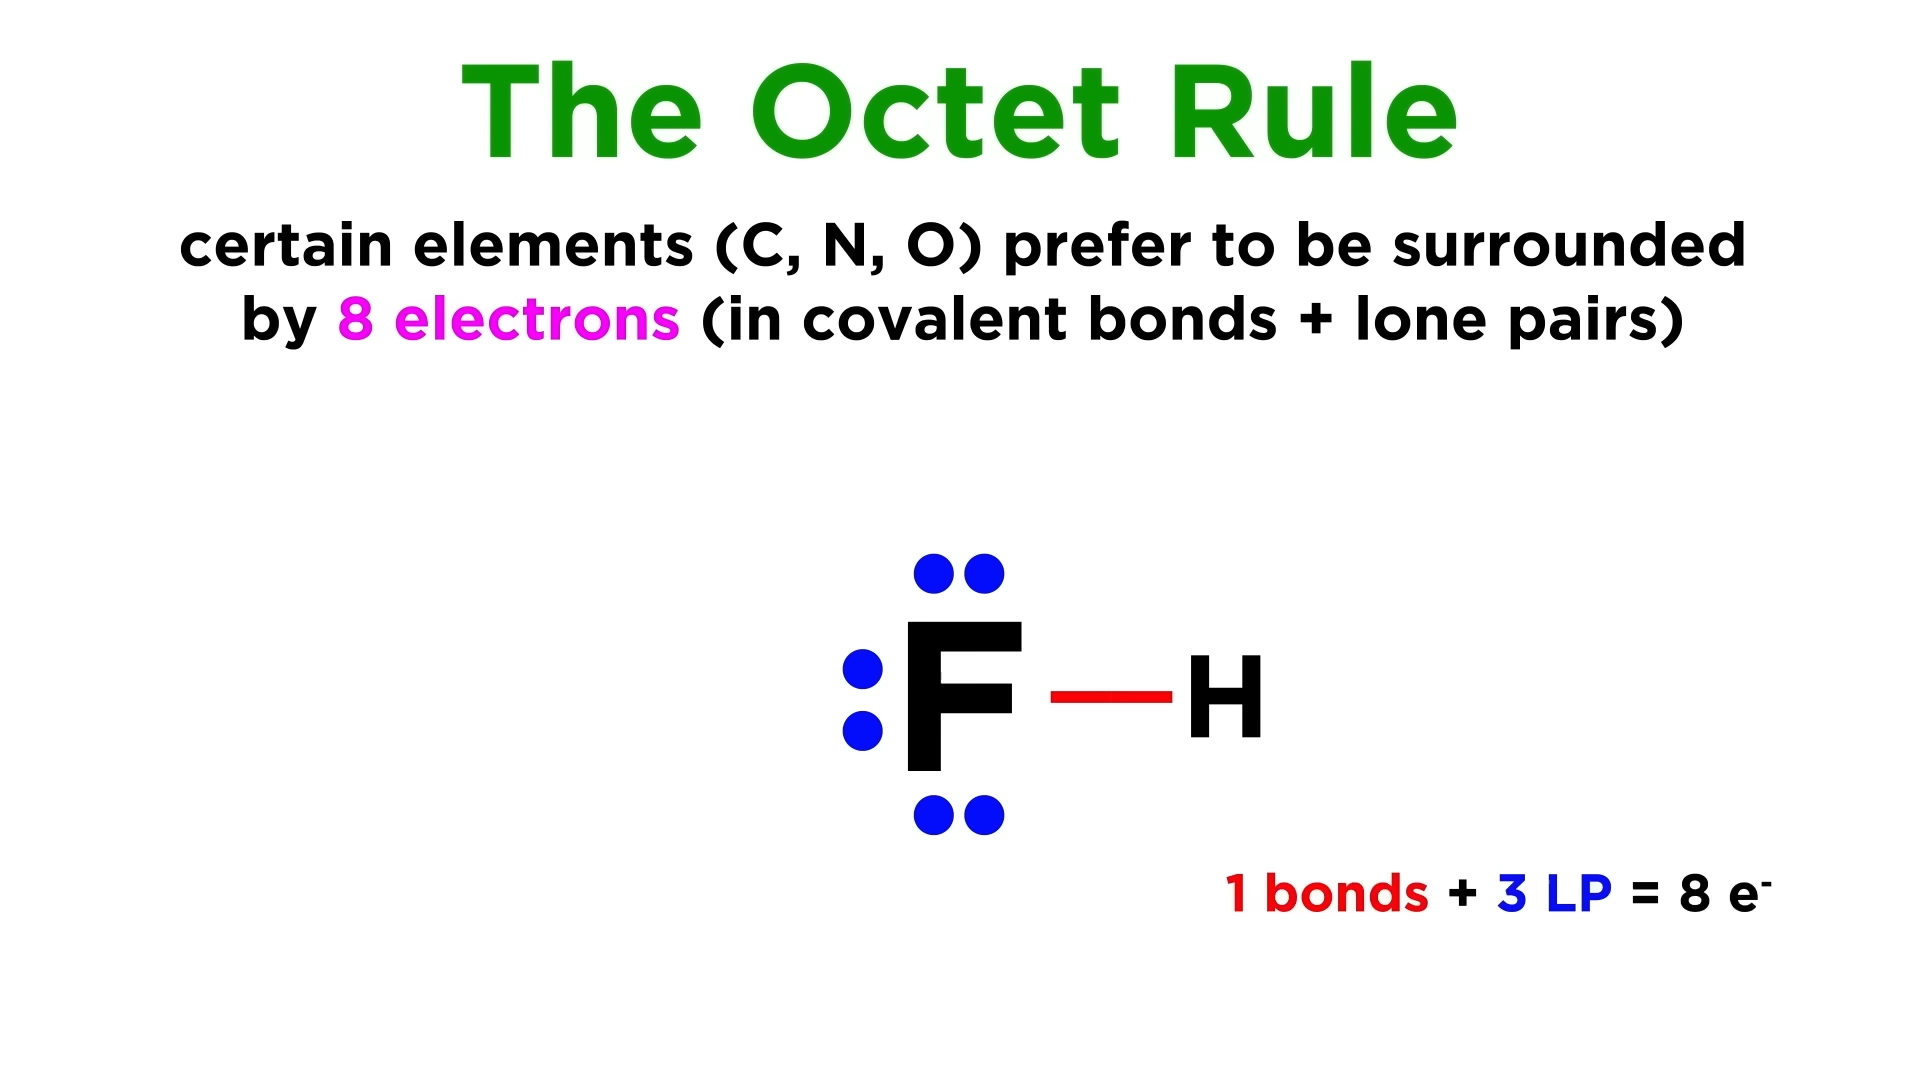 The Octet Rule
certain elements (C, N, O) prefer to be surrounded
by 8 electrons (in covalent bonds + lone pairs)
F H
1 bonds + 3 LP = 8 e⁻